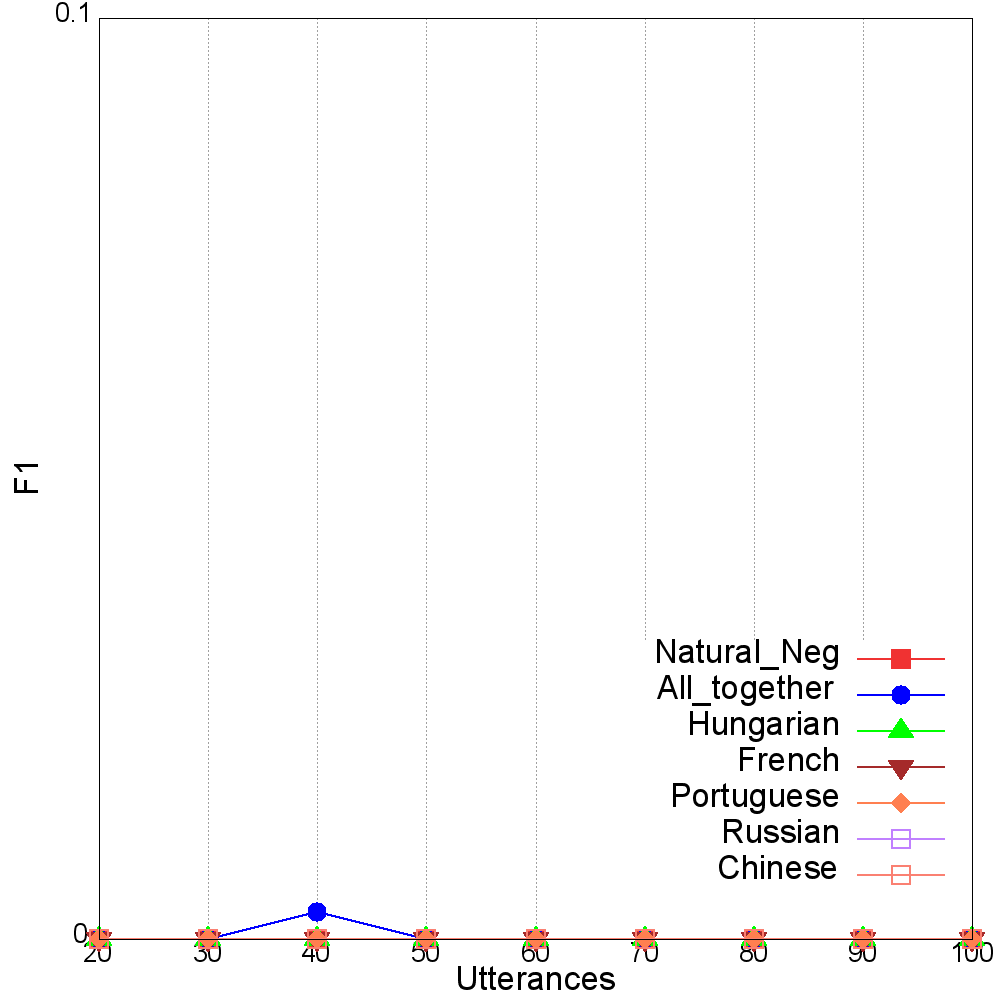 0.1
F1
Natural_Neg
All_together
Hungarian
French
Portuguese
Russian
Chinese
0
20 30 40 50 60 70 80 90 100
Utterances